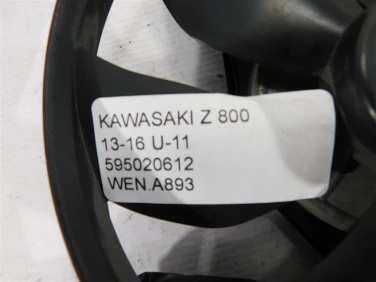 KAWASAKI Z 800
13-16 U-11
595020612
WEN.A893